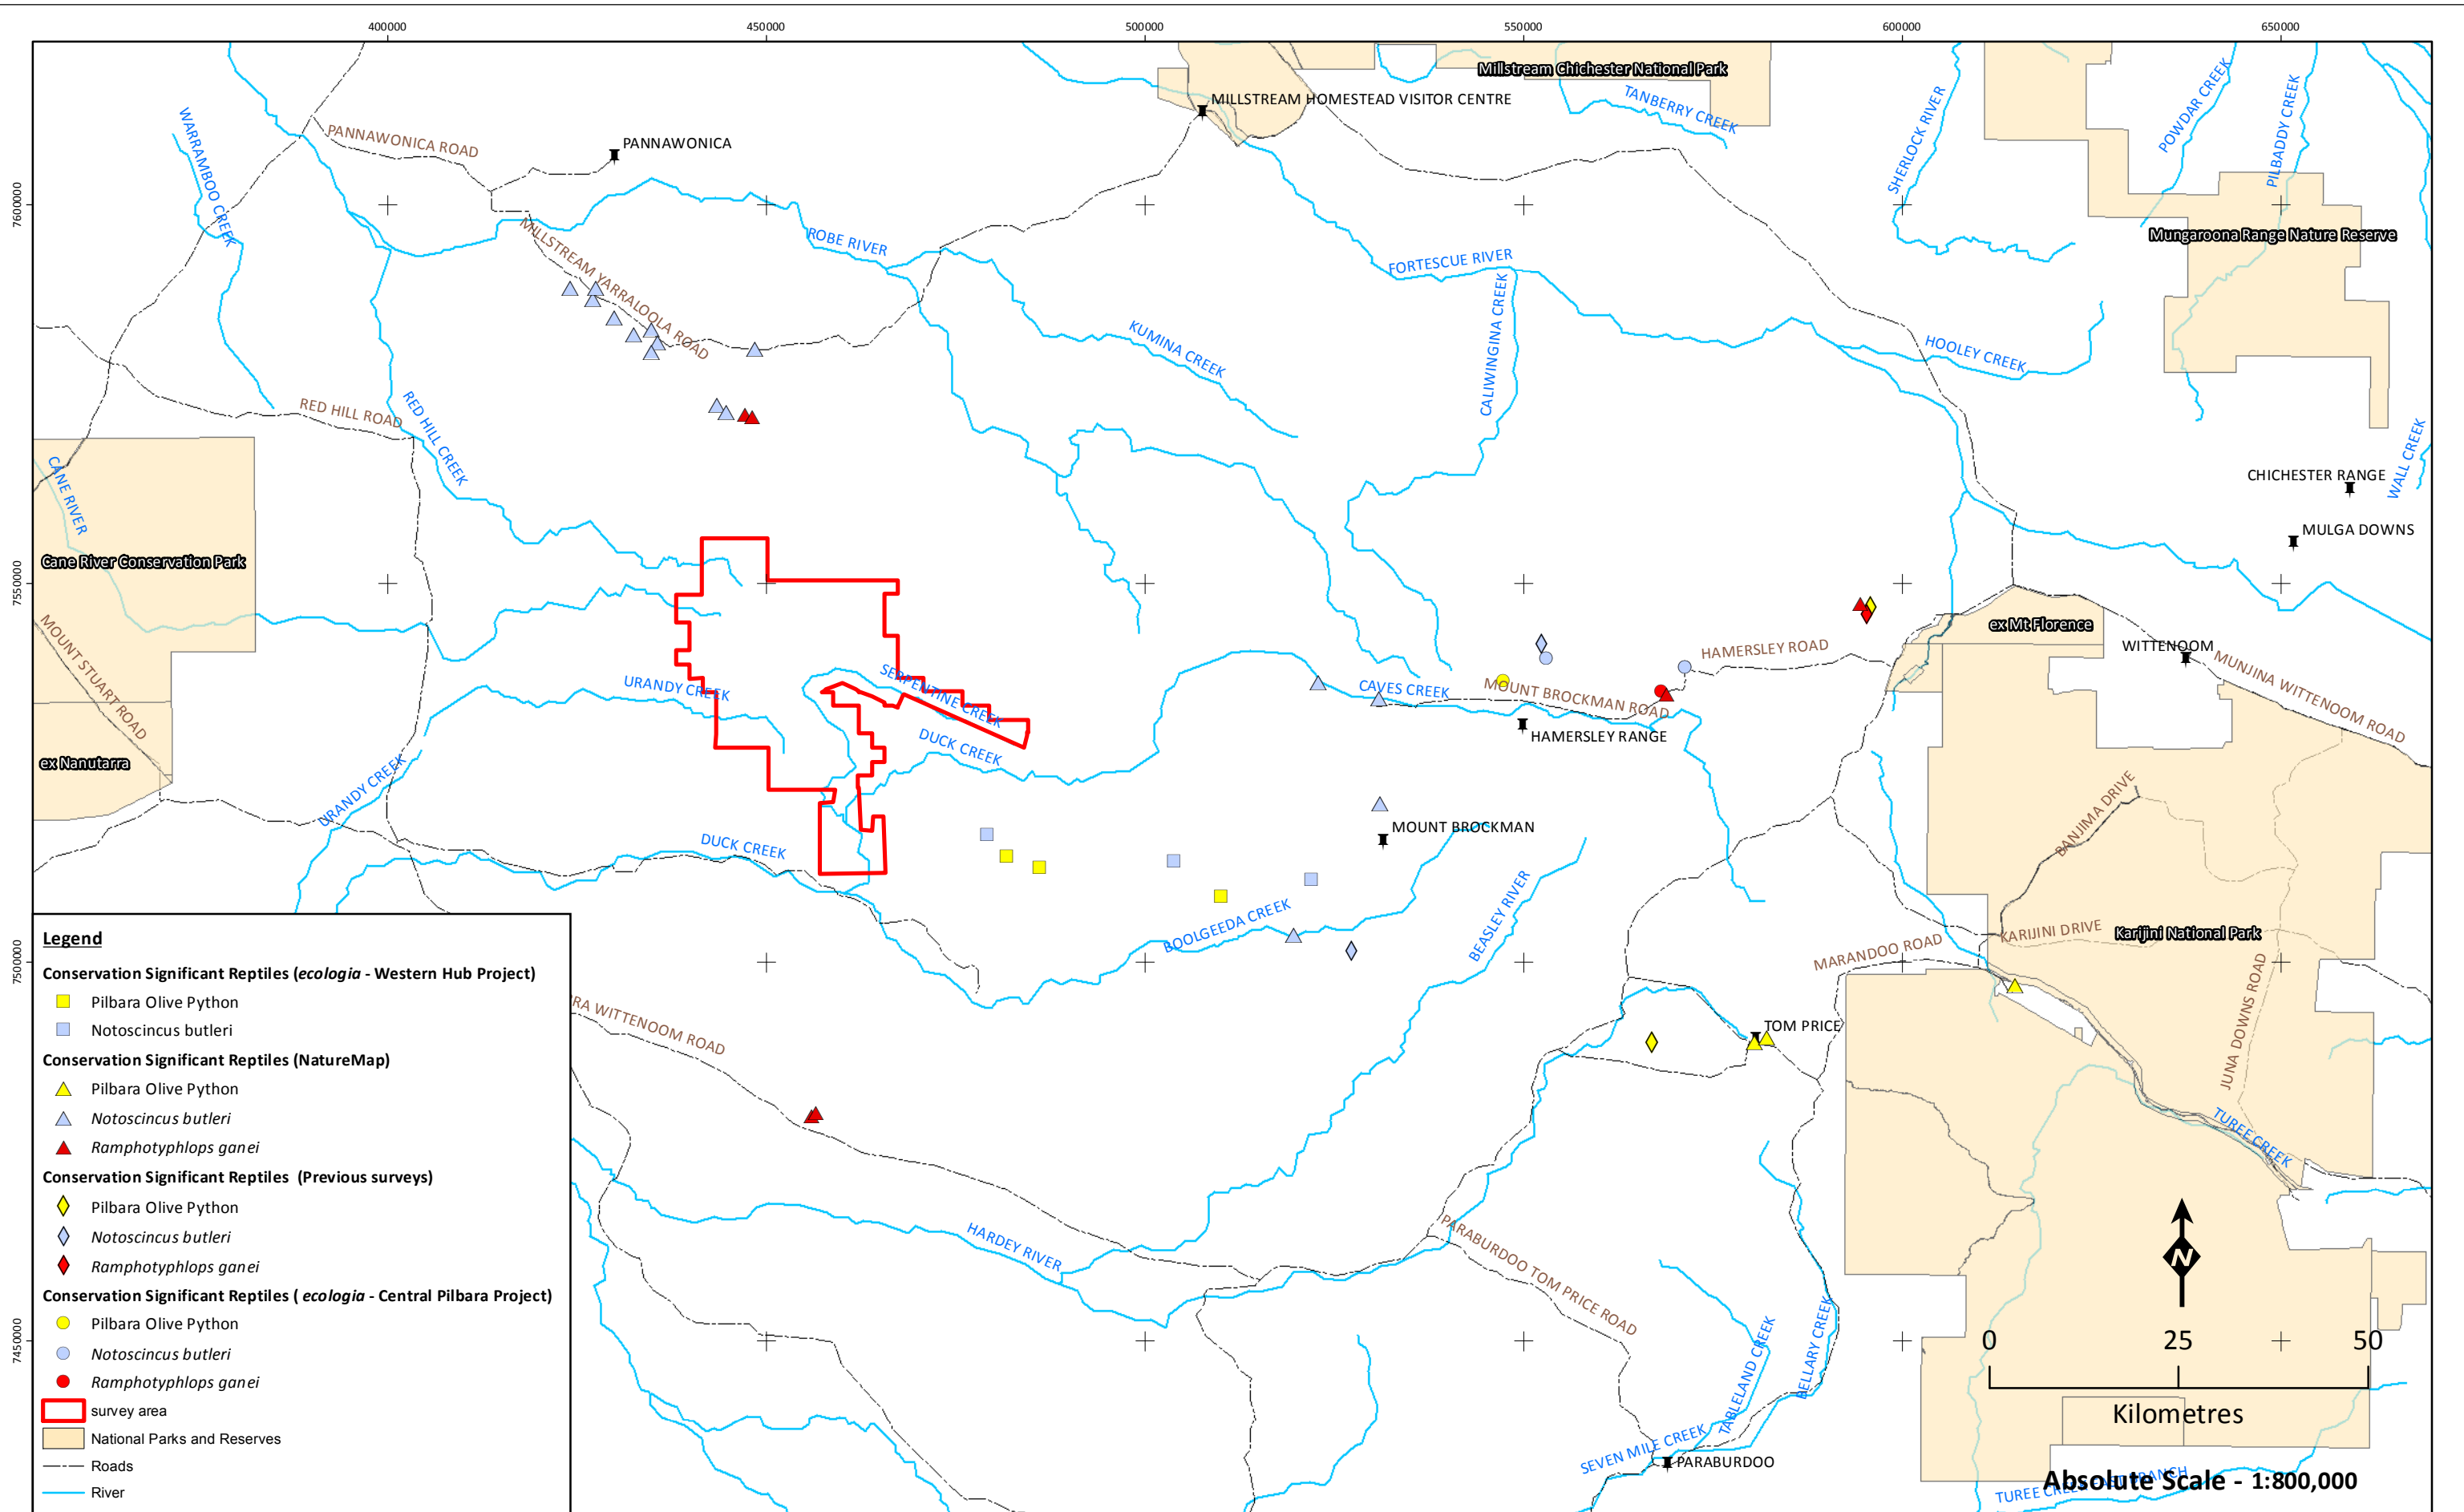 400000
450000
500000
550000
600000
650000
Millstream Chichester National Park
MILLSTREAM HOMESTEAD VISITOR CENTRE
TANBERRY CREEK
SHERLOCK RIVER
POWDAR CREEK
PILBADDY CREEK
WARRAMBOO CREEK
PANNAWONICA ROAD
PANNAWONICA
7600000
MILLSTREAM YARRALOOLA ROAD
ROBE RIVER
FORTESCUE RIVER
Mungaroona Range Nature Reserve
CALIWINGINA CREEK
KUMINA CREEK
HOOLEY CREEK
RED HILL ROAD
RED HILL CREEK
CANE RIVER
WALL CREEK
CHICHESTER RANGE
MULGA DOWNS
Cane River Conservation Park
7550000
MOUNT STUART ROAD
ex Mt Florence
HAMERSLEY ROAD
WITTENOOM
MUNJINA WITTENOOM ROAD
URANDY CREEK
SERPENTINE CREEK
CAVES CREEK
MOUNT BROCKMAN ROAD
HAMERSLEY RANGE
DUCK CREEK
ex Nanutarra
URANDY CREEK
BANJIMA DRIVE
MOUNT BROCKMAN
DUCK CREEK
BEASLEY RIVER
BOOLGEEDA CREEK
KARIJINI DRIVE
Karijini National Park
MARANDOO ROAD
7500000
JUNA DOWNS ROAD
TOM PRICE
RA WITTENOOM ROAD
TUREE CREEK
HARDEY RIVER
PARABURDOO TOM PRICE ROAD
TABLELAND CREEK
BELLARY CREEK
SEVEN MILE CREEK
PARABURDOO
7450000
Legend
Conservation Significant Reptiles (ecologia - Western Hub Project)
Pilbara Olive Python
Notoscincus butleri
Conservation Significant Reptiles (NatureMap)
Pilbara Olive Python
Notoscincus butleri
Ramphotyphlops ganei
Conservation Significant Reptiles (Previous surveys)
Pilbara Olive Python
Notoscincus butleri
Ramphotyphlops ganei
Conservation Significant Reptiles ( ecologia - Central Pilbara Project)
Pilbara Olive Python
Notoscincus butleri
Ramphotyphlops ganei
survey area
National Parks and Reserves
Roads
River
N
0 25 50
Kilometres
Absolute Scale - 1:800,000
TUREE CREEK EAST BRANCH